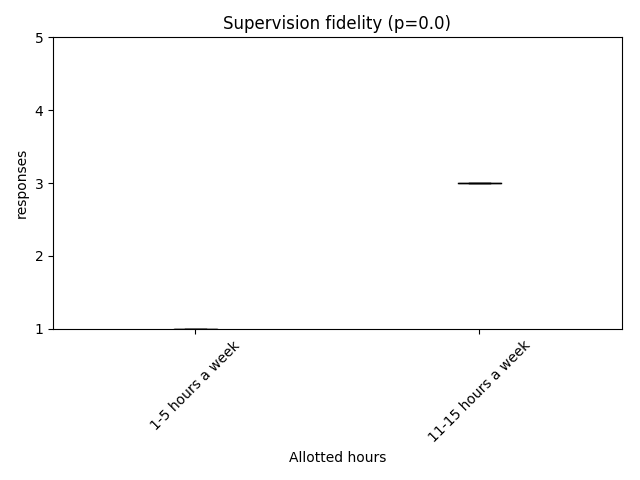 Supervision fidelity (p=0.0)
5
4
3
2
1
responses
1-5 hours a week
11-15 hours a week
Allotted hours